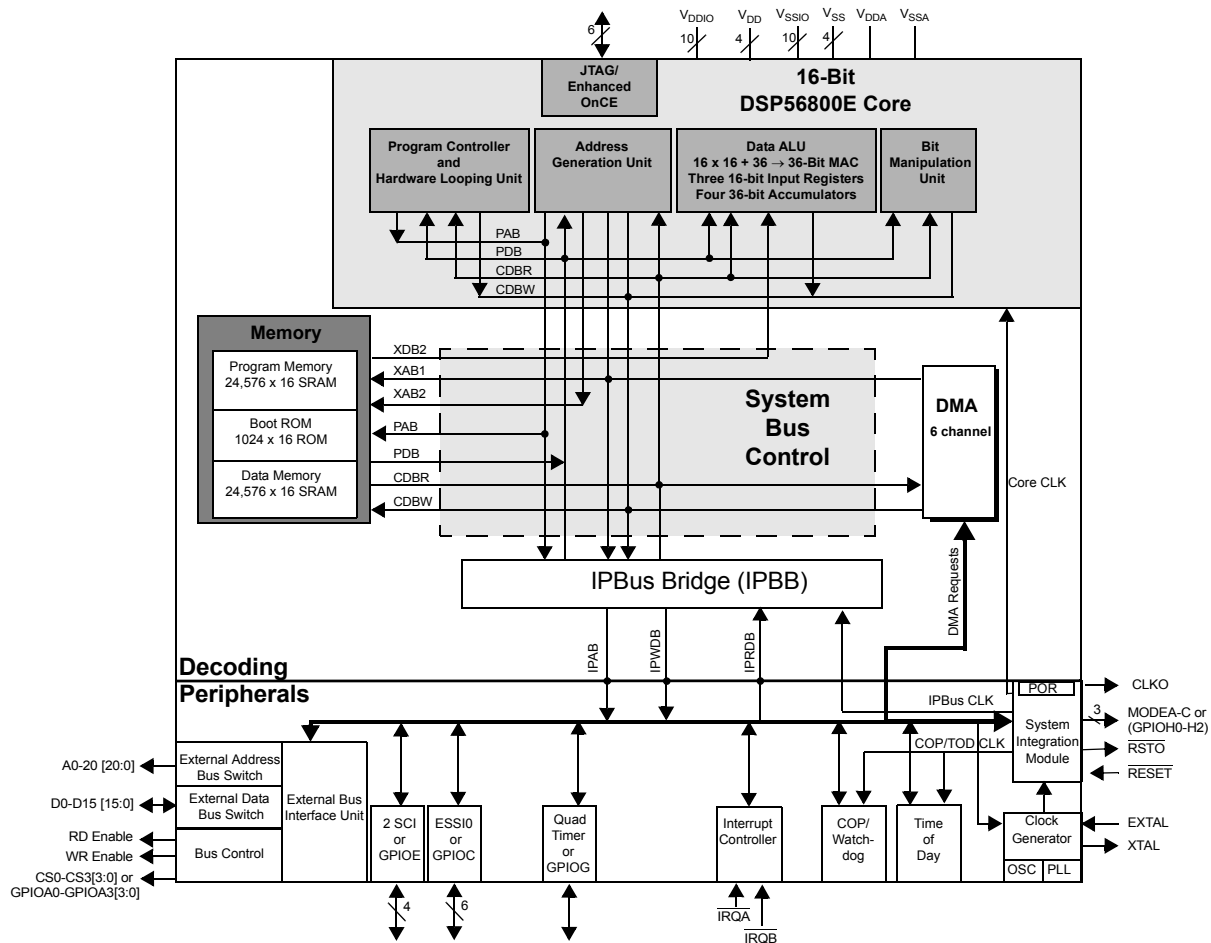 6
VDDIO
10
VDD
4
VSSIO
10
VSS
4
VDDA
VSSA
JTAG/
Enhanced
OnCE
16-Bit
DSP56800E Core
Program Controller
and
Hardware Looping Unit
Address
Generation Unit
Data ALU
16 x 16 + 36 → 36-Bit MAC
Three 16-bit Input Registers
Four 36-bit Accumulators
Bit
Manipulation
Unit
PAB
PDB
CDBR
CDBW
Memory
Program Memory
24,576 x 16 SRAM
Boot ROM
1024 x 16 ROM
Data Memory
24,576 x 16 SRAM
XDB2
XAB1
XAB2
PAB
PDB
CDBR
CDBW
System
Bus
Control
DMA
6 channel
Core CLK
IPBus Bridge (IPBB)
DMA Requests
IPAB
IPWDB
IPRDB
Decoding
Peripherals
IPBus CLK
POR
System
Integration
Module
CLKO
3
MODEA-C or
(GPIOH0-H2)
RSTO
RESET
COP/TOD CLK
A0-20 [20:0]
External Address
Bus Switch
D0-D15 [15:0]
External Data
Bus Switch
RD Enable
WR Enable
Bus Control
CS0-CS3[3:0] or
GPIOA0-GPIOA3[3:0]
External Bus
Interface Unit
2 SCI
or
GPIOE
4
ESSI0
or
GPIOC
6
Quad
Timer
or
GPIOG
Interrupt
Controller
IRQA
IRQB
COP/
Watch-
dog
Time
of
Day
Clock
Generator
OSC
PLL
EXTAL
XTAL